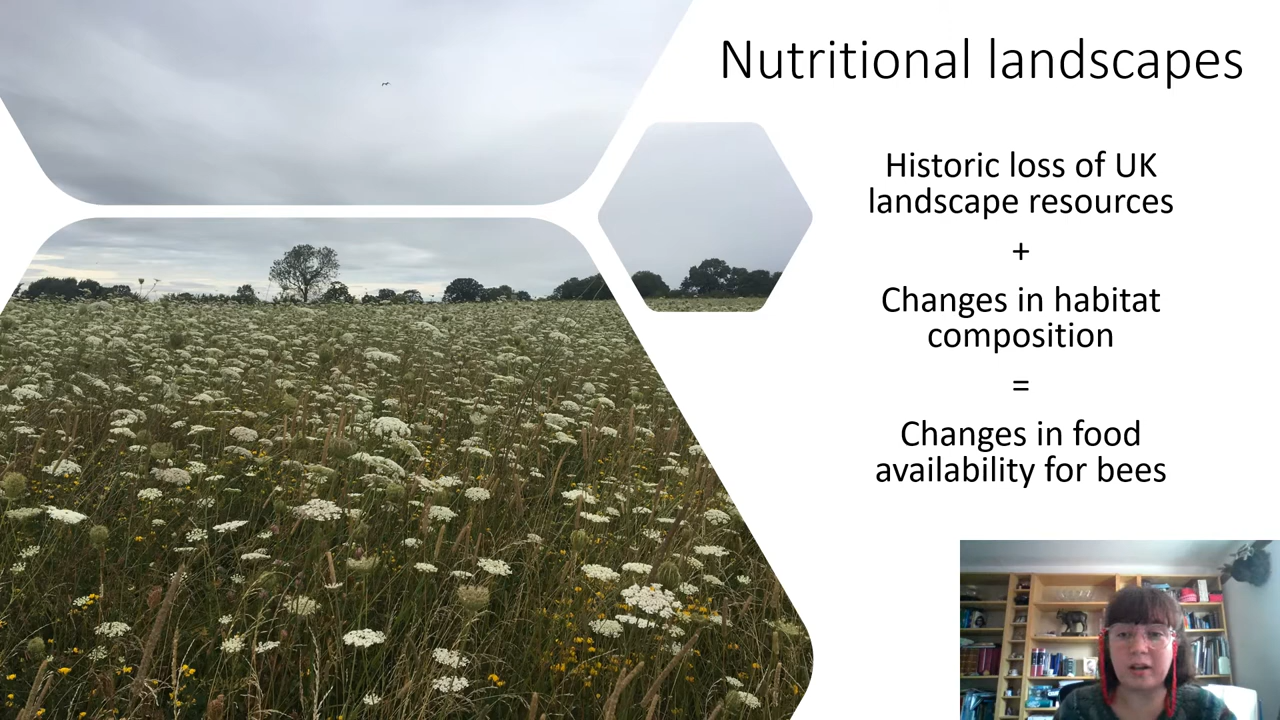 Nutritional landscapes
Historic loss of UK
landscape resources
+
Changes in habitat
composition
=
Changes in food
availability for bees